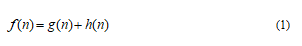 f(n) = g(n) + h(n) (1)